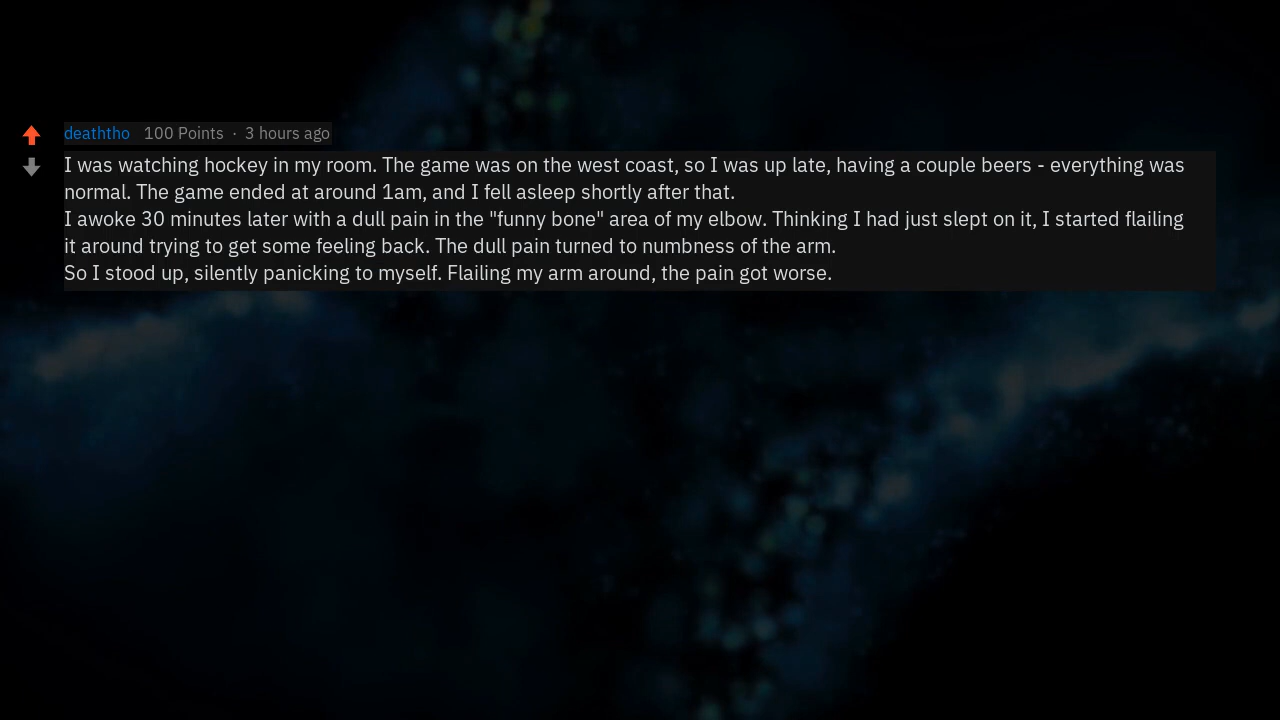 deaththo 100 Points · 3 hours ago
I was watching hockey in my room. The game was on the west coast, so I was up late, having a couple beers - everything was
normal. The game ended at around 1am, and I fell asleep shortly after that.
I awoke 30 minutes later with a dull pain in the "funny bone" area of my elbow. Thinking I had just slept on it, I started flailing
it around trying to get some feeling back. The dull pain turned to numbness of the arm.
So I stood up, silently panicking to myself. Flailing my arm around, the pain got worse.